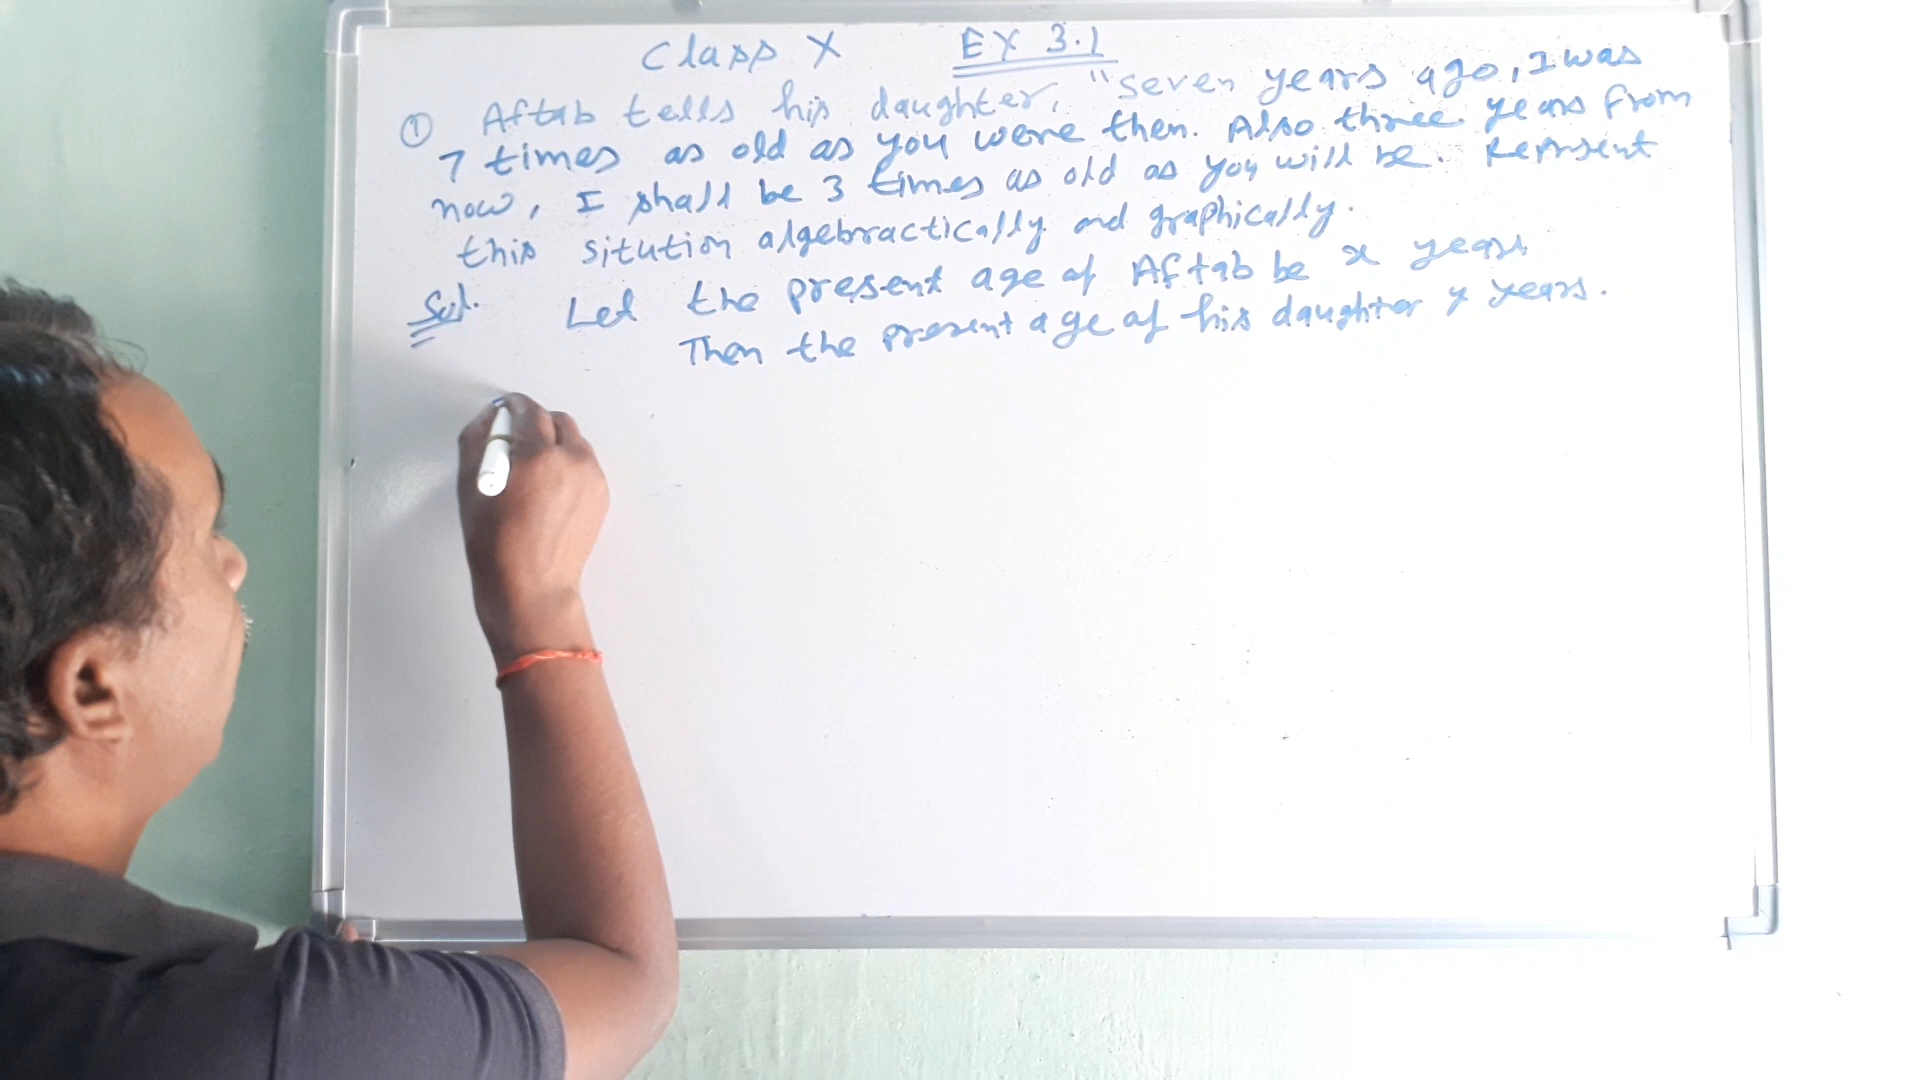 Class X EX 3.1
① Aftab tells his daughter, "Seven years ago, I was
7 times as old as you were then. Also three years from
now, I shall be 3 times as old as you will be. Represent
this sitution algebractically and graphically.
Sol. Let the present age of Aftab be x years
Then the present age of his daughter y years.